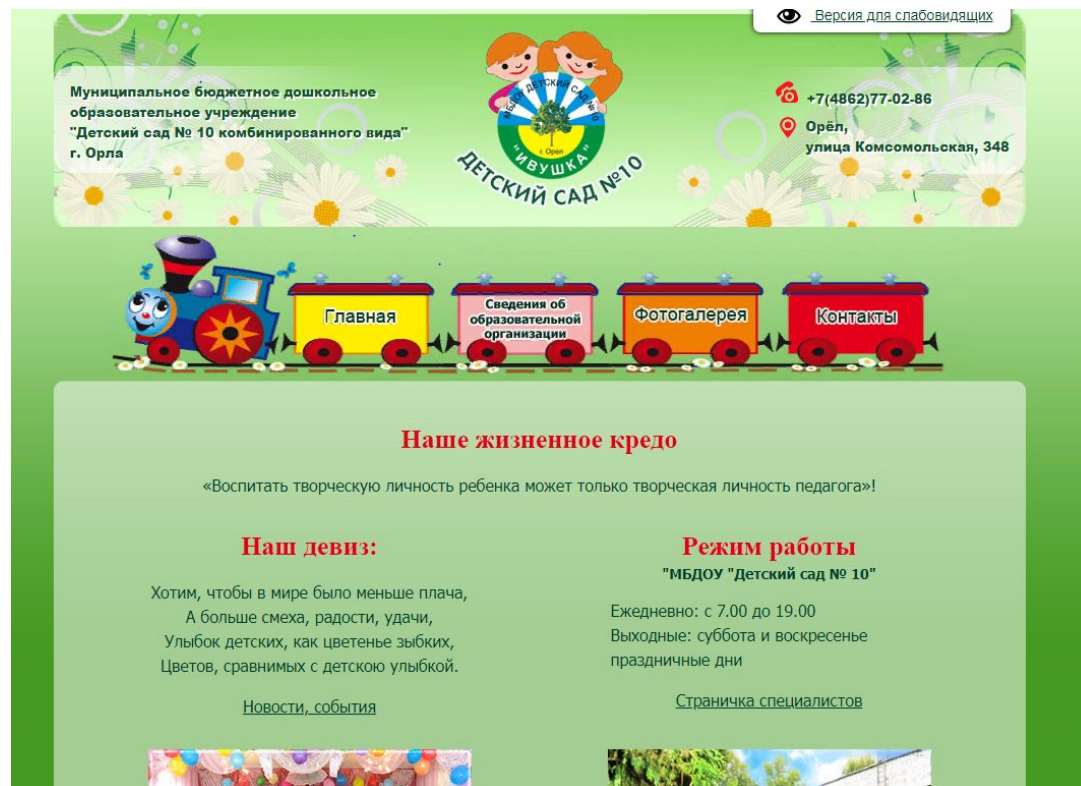 Версия для слабовидящих
Муниципальное бюджетное дошкольное
образовательное учреждение
"Детский сад № 10 комбинированного вида"
г. Орла
МБДОУ ДЕТСКИЙ САД №10
г. Орел
"ИВУШКА"
ДЕТСКИЙ САД №10
+7(4862)77-02-86
Орёл,
улица Комсомольская, 348
Главная
Сведения об
образовательной
организации
Фотогалерея
Контакты
Наше жизненное кредо
«Воспитать творческую личность ребенка может только творческая личность педагога»!
Наш девиз:
Хотим, чтобы в мире было меньше плача,
А больше смеха, радости, удачи,
Улыбок детских, как цветенье зыбких,
Цветов, сравнимых с детскою улыбкой.
Новости, события
Режим работы
"МБДОУ "Детский сад № 10"
Ежедневно: с 7.00 до 19.00
Выходные: суббота и воскресенье
праздничные дни
Страничка специалистов